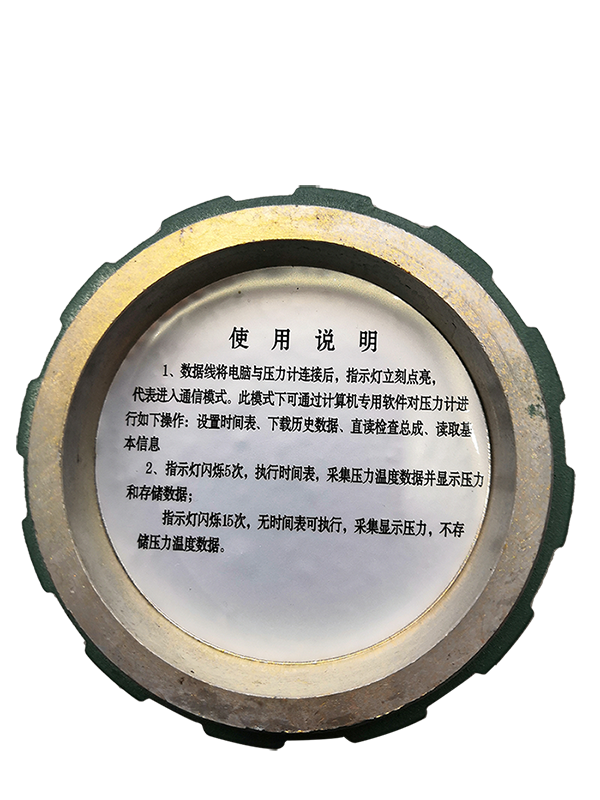 使用说明
1、数据线将电脑与压力计连接后，指示灯立刻点亮，
代表进入通信模式。此模式下可通过计算机专用软件对压力计进
行如下操作：设置时间表、下载历史数据、直读检查总成、读取基
本信息
2、指示灯闪烁5次，执行时间表，采集压力温度数据并显示压力
和存储数据；
指示灯闪烁15次，无时间表可执行，采集显示压力，不存
储压力温度数据。